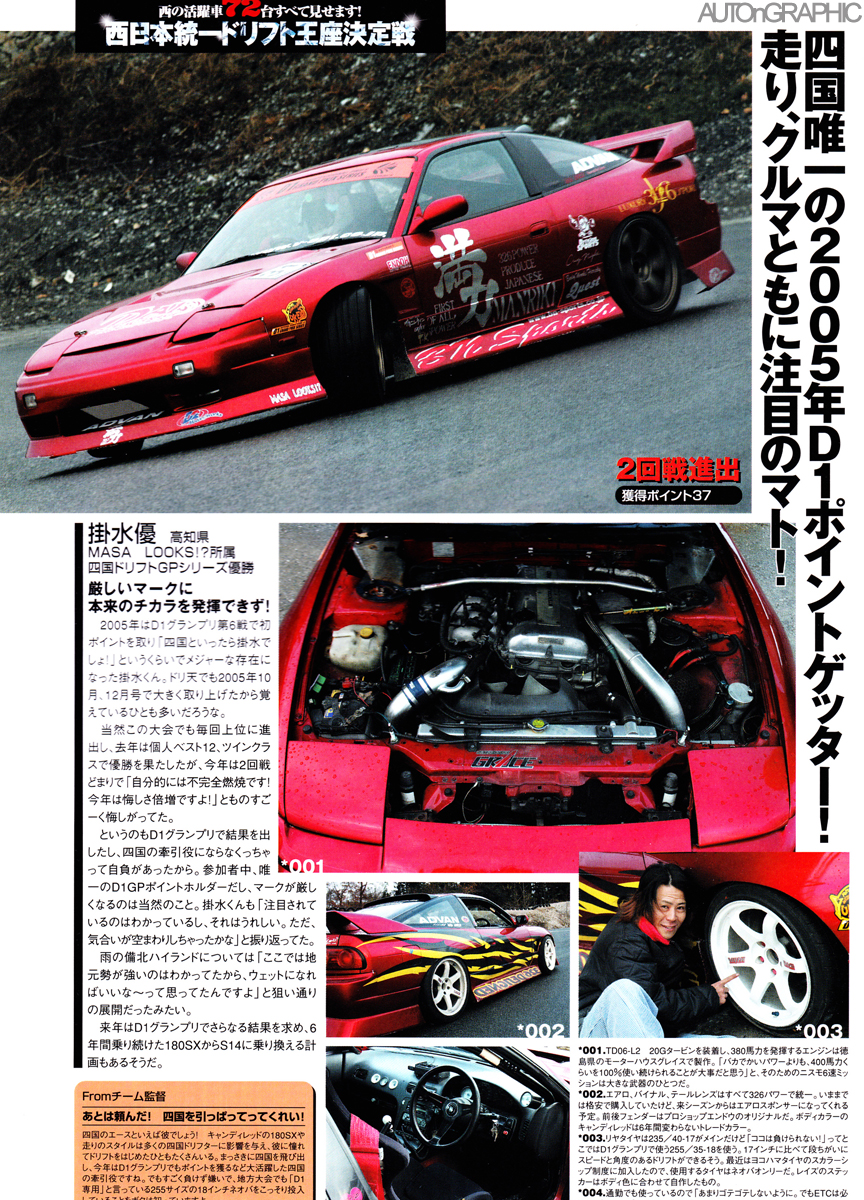 AUTOnGRAPHIC
西の活躍車72台すべて見せます!
西日本統一ドリフト王座決定戦
四国唯一の2005年D1ポイントゲッター!
走り、クルマともに注目のマト!
ADVAN
満力
326POWER
PRODUCE
JAPANESE
MANRIKI
FIRST
OF ALL
Quest
ADVAN
MASA LOOKS!?
2回戦進出
獲得ポイント37
掛水優 高知県
MASA LOOKS!?所属
四国ドリフトGPシリーズ優勝
厳しいマークに
本来のチカラを発揮できず!
2005年はD1グランプリ第6戦で初
ポイントを取り「四国といったら掛水で
しょ!」というくらいでメジャーな存在に
なった掛水くん。ドリ天でも2005年10
月、12月号で大きく取り上げたから覚
えているひとも多いだろうな。
当然この大会でも毎回上位に進
出し、去年は個人ベスト12、ツインクラ
スで優勝を果たしたが、今年は2回戦
どまりで「自分的には不完全燃焼です!
今年は悔しさ倍増ですよ!」とものすご
ーく悔しがってた。
というのもD1グランプリで結果を出
したし、四国の牽引役にならなくっちゃ
って自負があったから。参加者中、唯
一のD1GPポイントホルダーだし、マークが厳し
くなるのは当然のこと。掛水くんも「注目されて
いるのはわかっているし、それはうれしい。ただ、
気合いが空まわりしちゃったかな」と振り返ってた。
雨の備北ハイランドについては「ここでは地
元勢が強いのはわかってたから、ウェットになれ
ばいいな〜って思ってたんですよ」と狙い通り
の展開だったみたい。
来年はD1グランプリでさらなる結果を求め、6
年間乗り続けた180SXからS14に乗り換える計
画もあるそうだ。
*001
ADVAN
*002
*003
Fromチーム監督
あとは頼んだ! 四国を引っぱってってくれい!
四国のエースといえば彼でしょう! キャンディレッドの180SXや
走りのスタイルは多くの四国ドリフターに影響を与え、彼に憧れ
てドリフトをはじめたひともたくさんいる。まっさきに四国を飛び
出し、今年はD1グランプリでもポイントを獲るなど大活躍した四国
の牽引役ですね。でもすごく負けず嫌いで、地方大会でも「D1
専用」と言っている255サイズの18インチネオバをこっそり投入
*001.TD06-L2 20Gタービンを装着し、380馬力を発揮するエンジンは徳
島県のモーターハウスグレイスで製作。「バカでかいパワーよりも、400馬力く
らいを100%使い続けられることが大事だと思う」と、そのためのニスモ6速ミッ
ションは大きな武器のひとつだ。
*002.エアロ、バイナル、テールレンズはすべて326パワーで統一。いままで
は格安で購入していたけど、来シーズンからはエアロスポンサーになってくれる
予定。前後フェンダーはプロショップエンドウのオリジナルだ。ボディカラーの
キャンディレッドは6年間変わらないトレードカラー。
*003.リヤタイヤは235/40-17がメインだけど「ココは負けられない!」ってと
こではD1グランプリで使う255/35-18を使う。17インチに比べて段ちがいに
スピードと角度のあるドリフトができるそう。最近はヨコハマタイヤのスカラーシ
ップ制度に加入したので、使用するタイヤはネオバオンリーだ。レイズのステッ
カーはボディ色に合わせて自作したもの。
*004.通勤でも使っているので「あまりゴテゴテしないように。でもETCは必